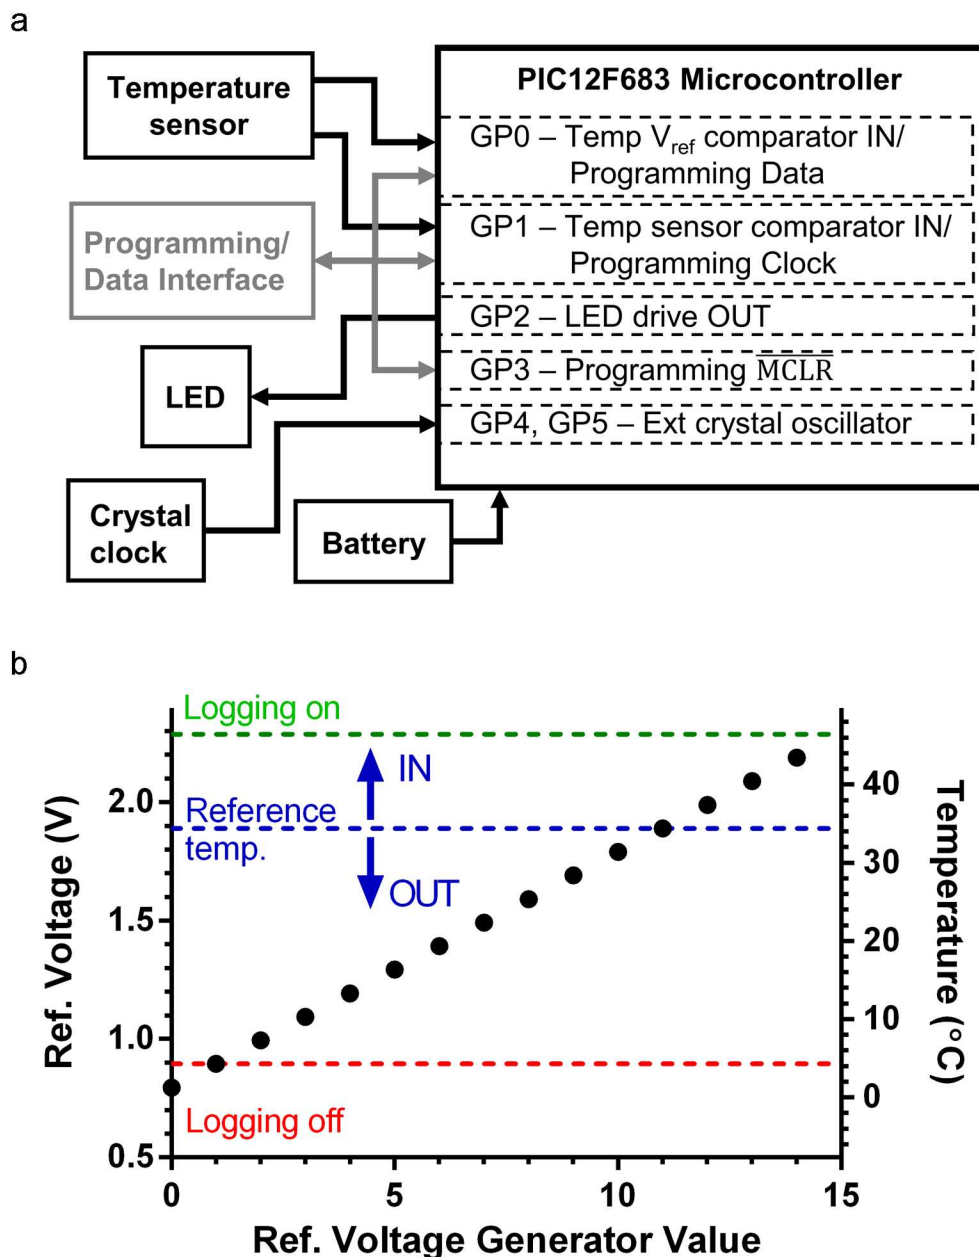 a
Temperature
sensor
Programming/
Data Interface
LED
Crystal
clock
Battery
PIC12F683 Microcontroller
GP0 – Temp Vref comparator IN/
Programming Data
GP1 – Temp sensor comparator IN/
Programming Clock
GP2 – LED drive OUT
GP3 – Programming MCLR
GP4, GP5 – Ext crystal oscillator
b
Logging on
IN
Reference
temp.
OUT
Logging off
Ref. Voltage (V)
2.0
1.5
1.0
0.5
0
5
10
15
Ref. Voltage Generator Value
40
30
20
10
0
Temperature (°C)